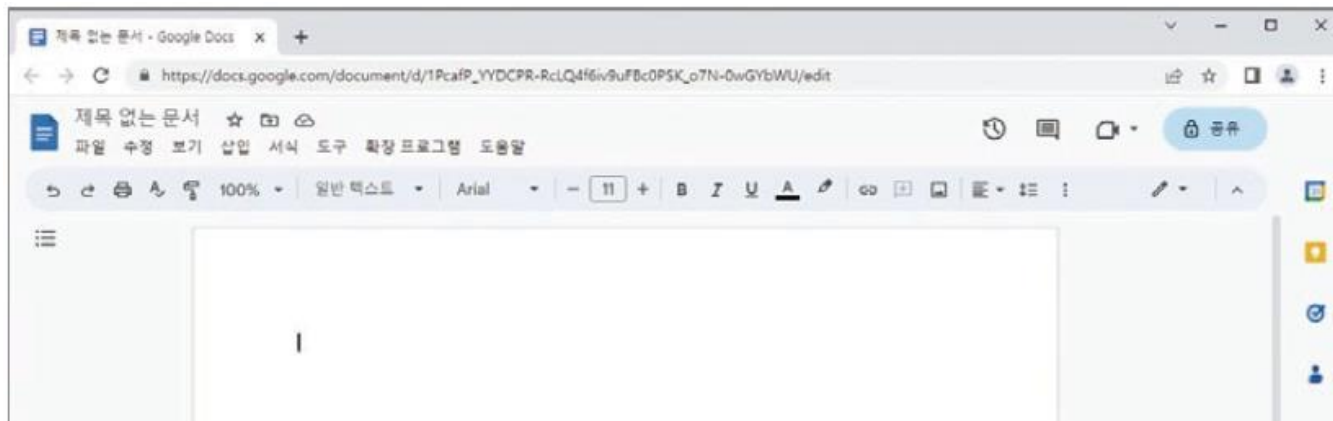 제목 없는 문서 - Google Docs
https://docs.google.com/document/d/1PcafP_YYDCPR-RcLQ4f6iv9uFBc0PSK_o7N-0wGYbWU/edit
제목 없는 문서
공유
파일 수정 보기 삽입 서식 도구 확장 프로그램 도움말
100% 일반 텍스트 Arial 11 B I U A